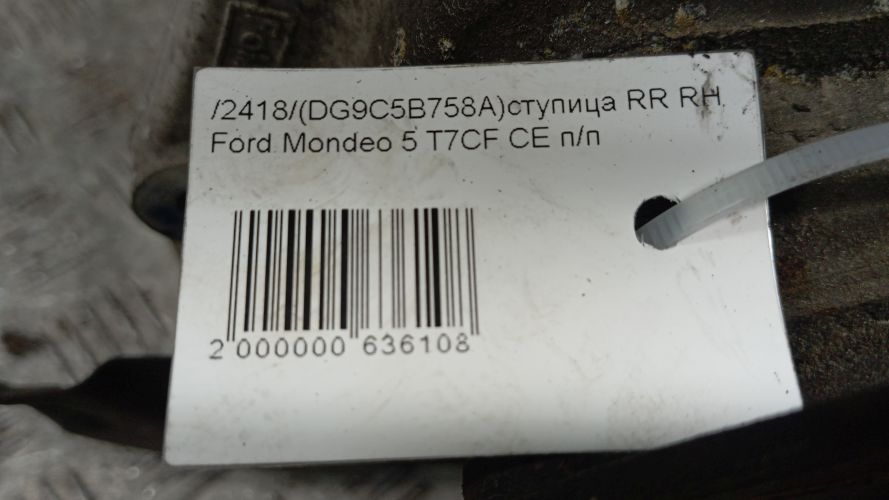 /2418/(DG9C5B758A)ступица RR RH
Ford Mondeo 5 T7CF CE п/п
2 000000 636108